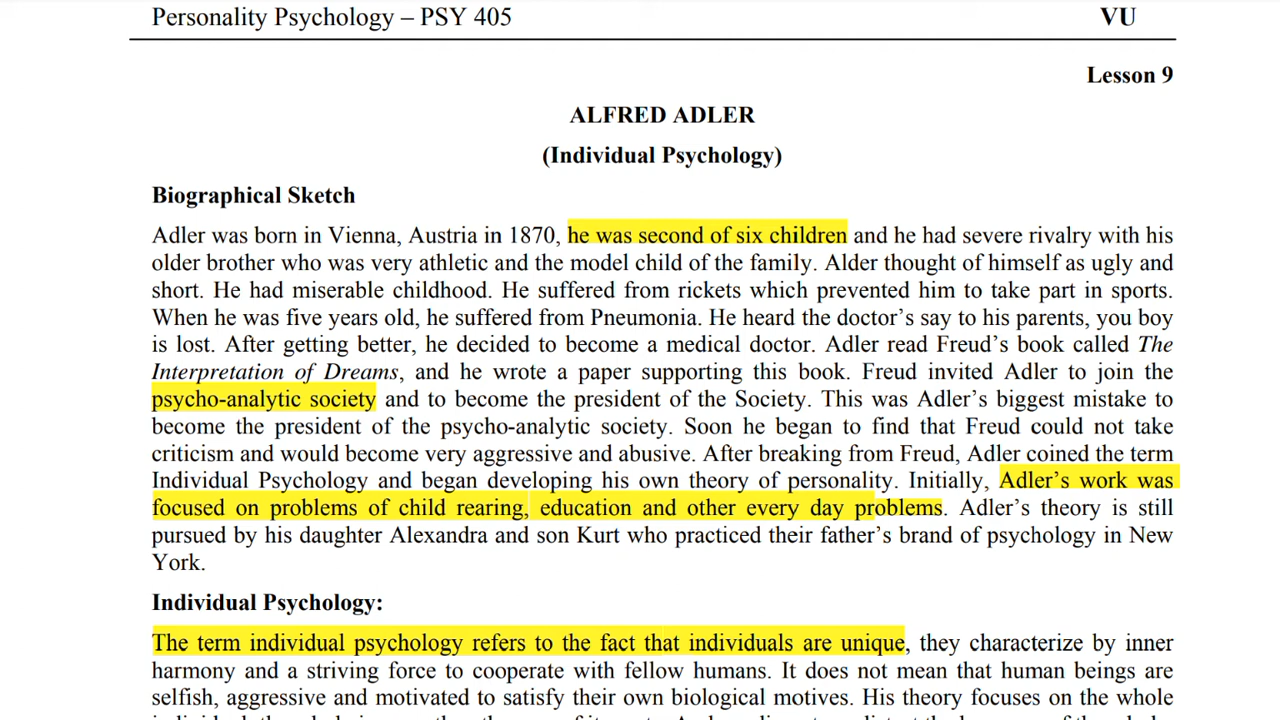 Personality Psychology – PSY 405 VU
Lesson 9
ALFRED ADLER
(Individual Psychology)
Biographical Sketch
Adler was born in Vienna, Austria in 1870, he was second of six children and he had severe rivalry with his
older brother who was very athletic and the model child of the family. Alder thought of himself as ugly and
short. He had miserable childhood. He suffered from rickets which prevented him to take part in sports.
When he was five years old, he suffered from Pneumonia. He heard the doctor’s say to his parents, you boy
is lost. After getting better, he decided to become a medical doctor. Adler read Freud’s book called The
Interpretation of Dreams, and he wrote a paper supporting this book. Freud invited Adler to join the
psycho-analytic society and to become the president of the Society. This was Adler’s biggest mistake to
become the president of the psycho-analytic society. Soon he began to find that Freud could not take
criticism and would become very aggressive and abusive. After breaking from Freud, Adler coined the term
Individual Psychology and began developing his own theory of personality. Initially, Adler’s work was
focused on problems of child rearing, education and other every day problems. Adler’s theory is still
pursued by his daughter Alexandra and son Kurt who practiced their father’s brand of psychology in New
York.
Individual Psychology:
The term individual psychology refers to the fact that individuals are unique, they characterize by inner
harmony and a striving force to cooperate with fellow humans. It does not mean that human beings are
selfish, aggressive and motivated to satisfy their own biological motives. His theory focuses on the whole